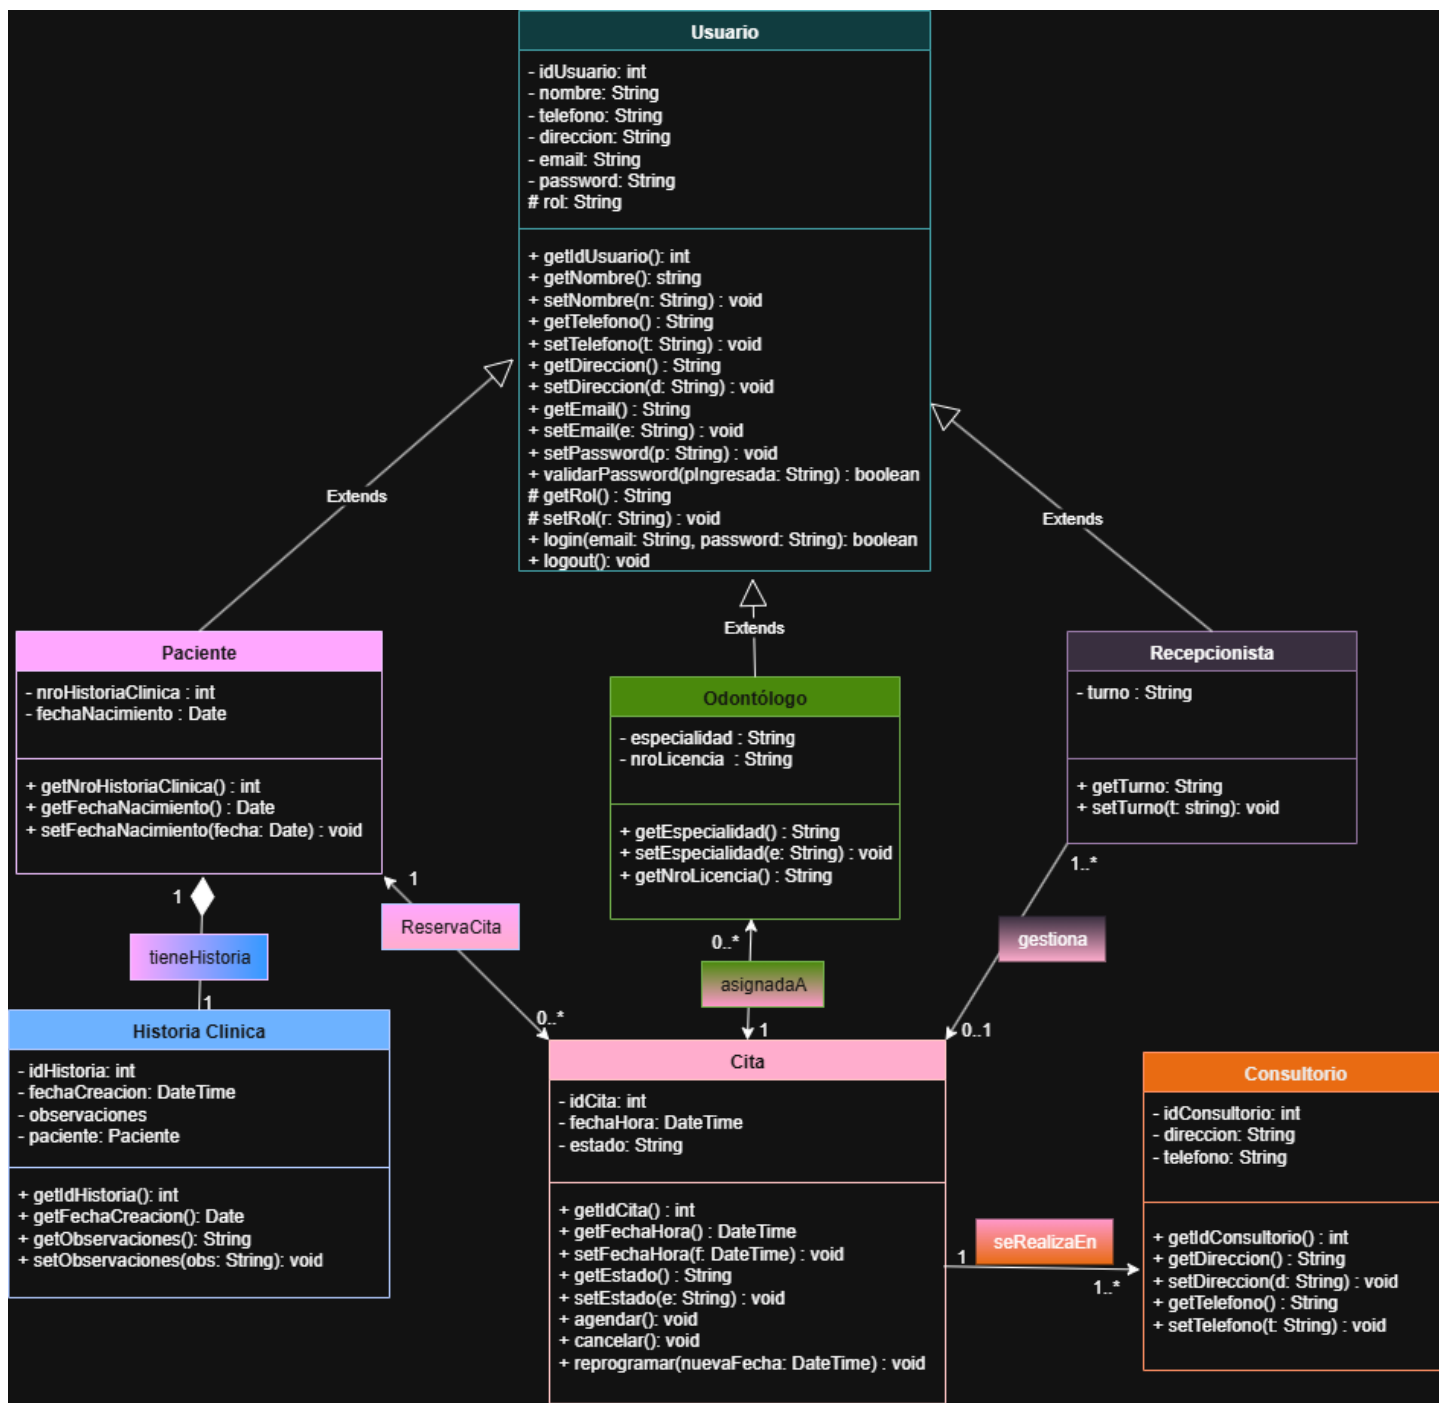 Usuario
- idUsuario: int
- nombre: String
- telefono: String
- direccion: String
- email: String
- password: String
# rol: String
+ getIdUsuario(): int
+ getNombre(): string
+ setNombre(n: String) : void
+ getTelefono() : String
+ setTelefono(t: String) : void
+ getDireccion() : String
+ setDireccion(d: String) : void
+ getEmail() : String
+ setEmail(e: String) : void
+ setPassword(p: String) : void
+ validarPassword(pIngresada: String) : boolean
# getRol() : String
# setRol(r: String) : void
+ login(email: String, password: String): boolean
+ logout(): void
Extends
Extends
Extends
Paciente
- nroHistoriaClinica : int
- fechaNacimiento : Date
+ getNroHistoriaClinica() : int
+ getFechaNacimiento() : Date
+ setFechaNacimiento(fecha: Date) : void
Odontólogo
- especialidad : String
- nroLicencia : String
+ getEspecialidad() : String
+ setEspecialidad(e: String) : void
+ getNroLicencia() : String
Recepcionista
- turno : String
+ getTurno: String
+ setTurno(t: string): void
1
tieneHistoria
1
1
ReservaCita
0..*
0..*
asignadaA
1
1..*
gestiona
0..1
Historia Clinica
- idHistoria: int
- fechaCreacion: DateTime
- observaciones
- paciente: Paciente
+ getIdHistoria(): int
+ getFechaCreacion(): Date
+ getObservaciones(): String
+ setObservaciones(obs: String): void
Cita
- idCita: int
- fechaHora: DateTime
- estado: String
+ getIdCita() : int
+ getFechaHora() : DateTime
+ setFechaHora(f: DateTime) : void
+ getEstado() : String
+ setEstado(e: String) : void
+ agendar(): void
+ cancelar(): void
+ reprogramar(nuevaFecha: DateTime) : void
1
seRealizaEn
1..*
Consultorio
- idConsultorio: int
- direccion: String
- telefono: String
+ getIdConsultorio() : int
+ getDireccion() : String
+ setDireccion(d: String) : void
+ getTelefono() : String
+ setTelefono(t: String) : void